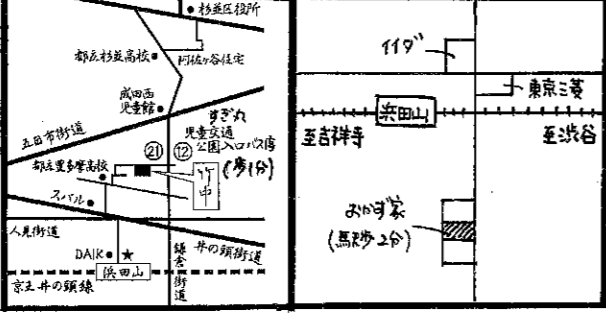 杉並区役所
都立杉並高校
阿佐ヶ谷住宅
成田西
児童館
すぎ丸
児童交通
公園入口バス停
(歩1分)
五日市街道
㉑
⑫
都立豊多摩高校
竹中
スバル
人見街道
井の頭街道
鎌倉街道
DAIK
★
浜田山
京王井の頭線
イイダ
東京三菱
浜田山
至吉祥寺
至渋谷
おかず家
(駅歩2分)